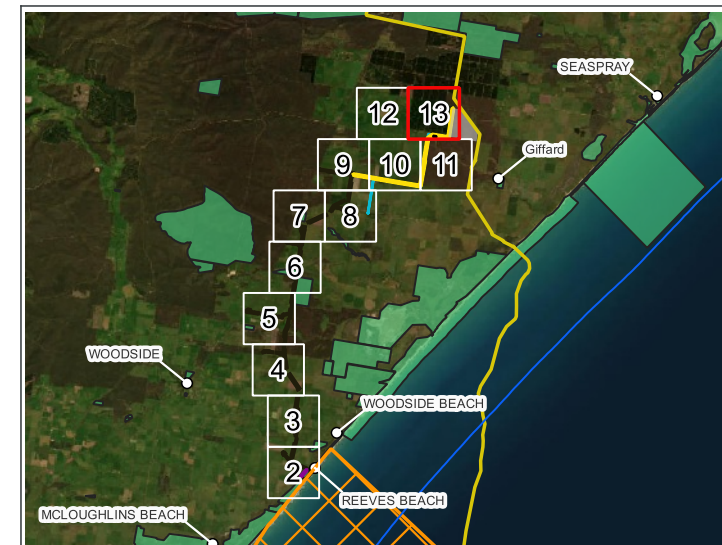 SEASPRAY
12
13
Giffard
9
10
11
7
8
6
5
WOODSIDE
4
WOODSIDE BEACH
3
2
REEVES BEACH
MCLOUGHLINS BEACH